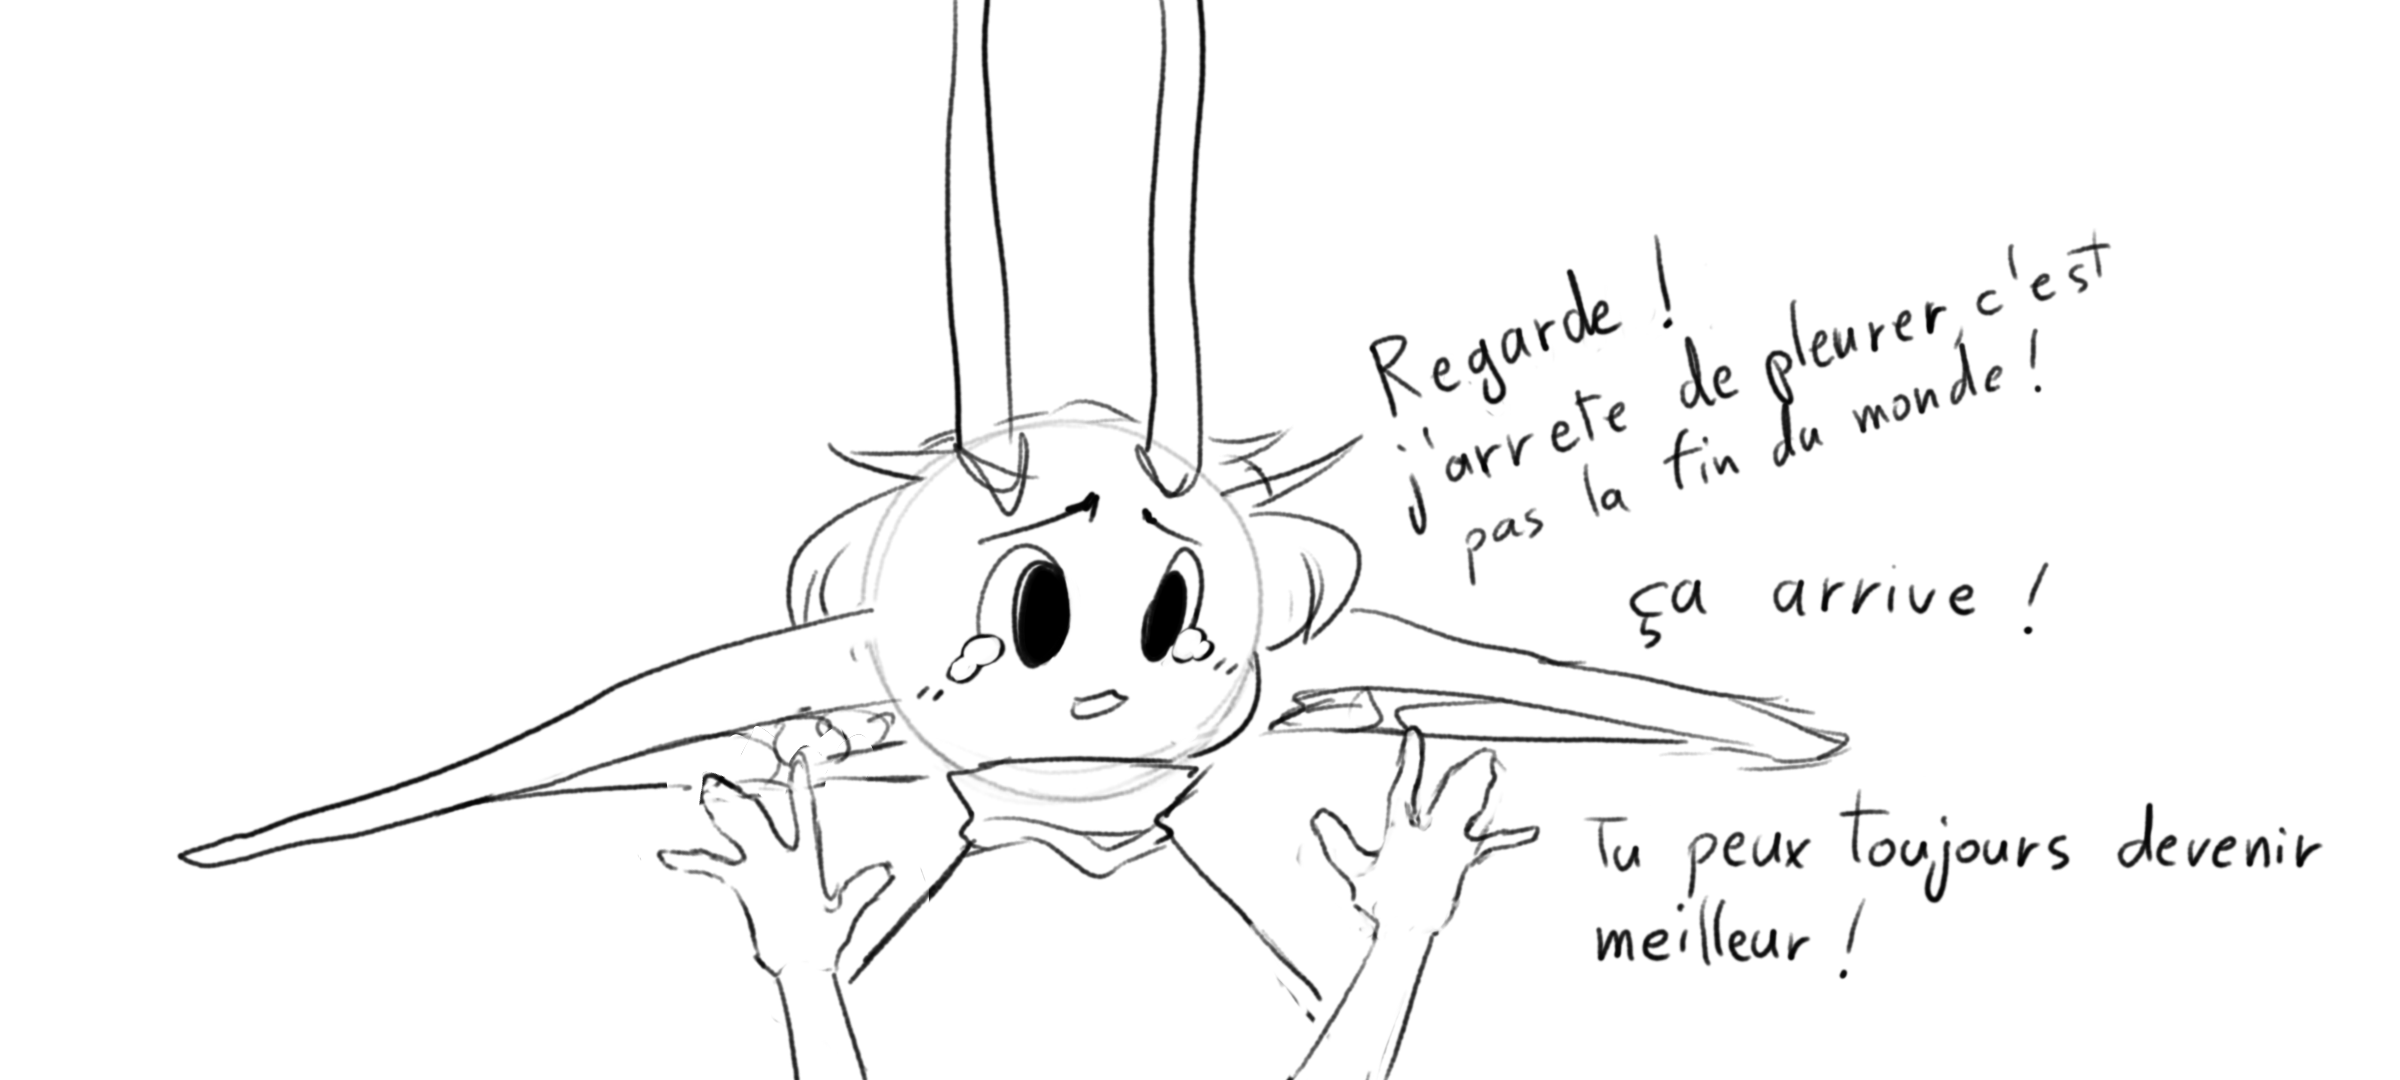 Regarde !
j'arrete de pleurer, c'est
pas la fin du monde !
ça arrive !
Tu peux toujours devenir
meilleur !